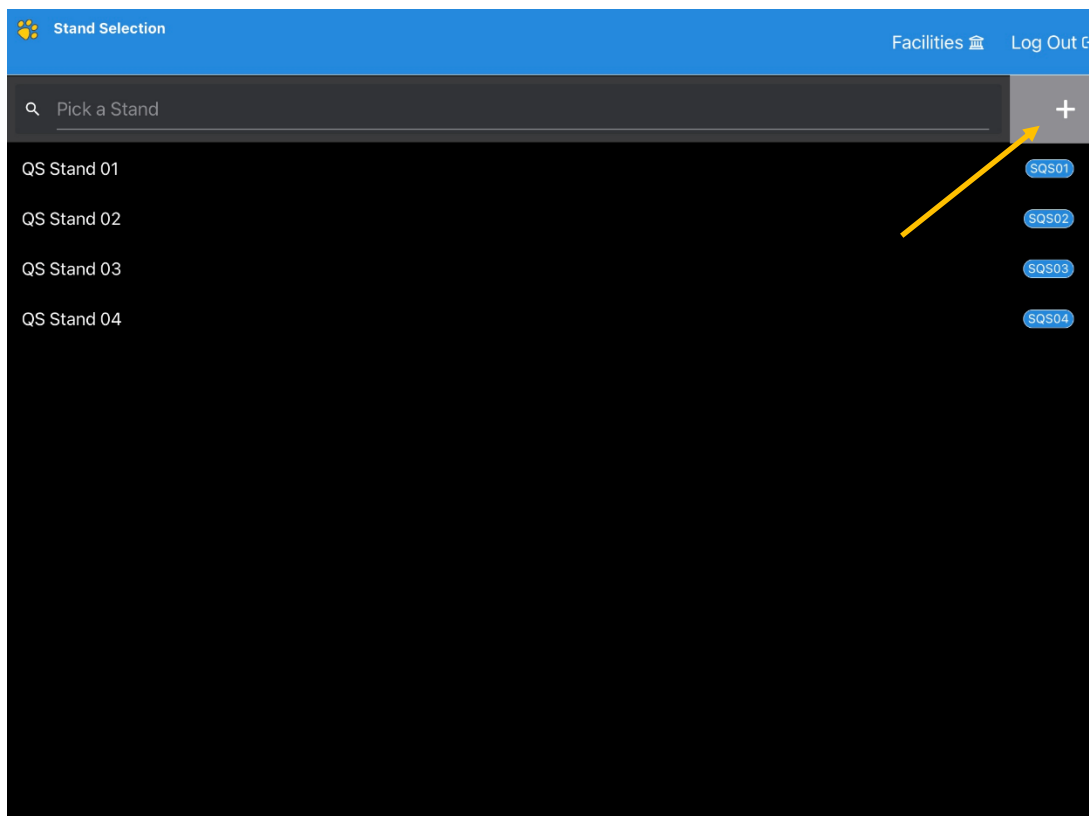 Stand Selection
Facilities
Log Out
Pick a Stand
+
QS Stand 01 SQS01
QS Stand 02 SQS02
QS Stand 03 SQS03
QS Stand 04 SQS04